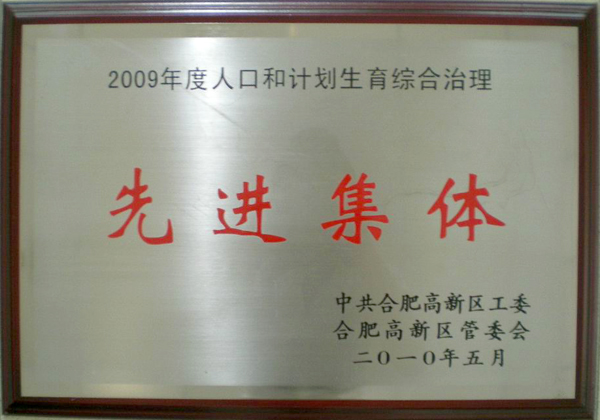 2009年度人口和计划生育综合治理
先进集体
中共合肥高新区工委
合肥高新区管委会
二〇一〇年五月